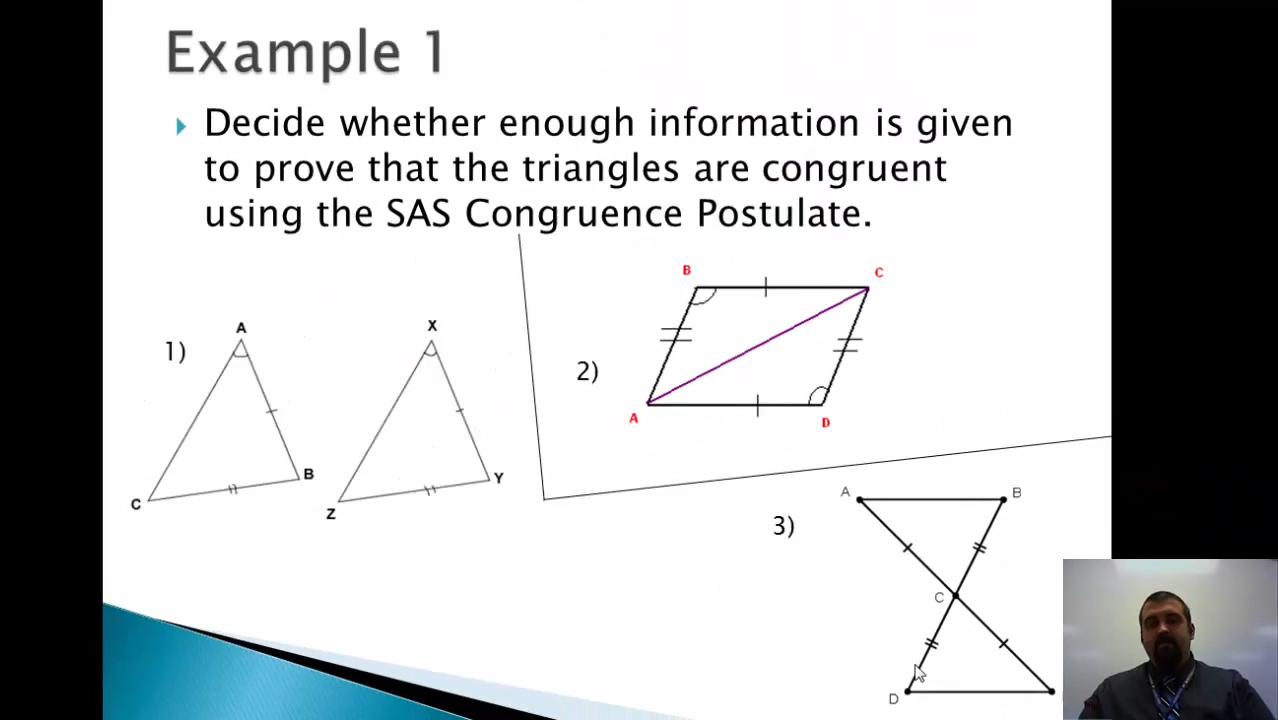 Example 1
Decide whether enough information is given
to prove that the triangles are congruent
using the SAS Congruence Postulate.
1)
A
B
C
X
Y
Z
2)
B
C
A
D
3)
A
B
C
D